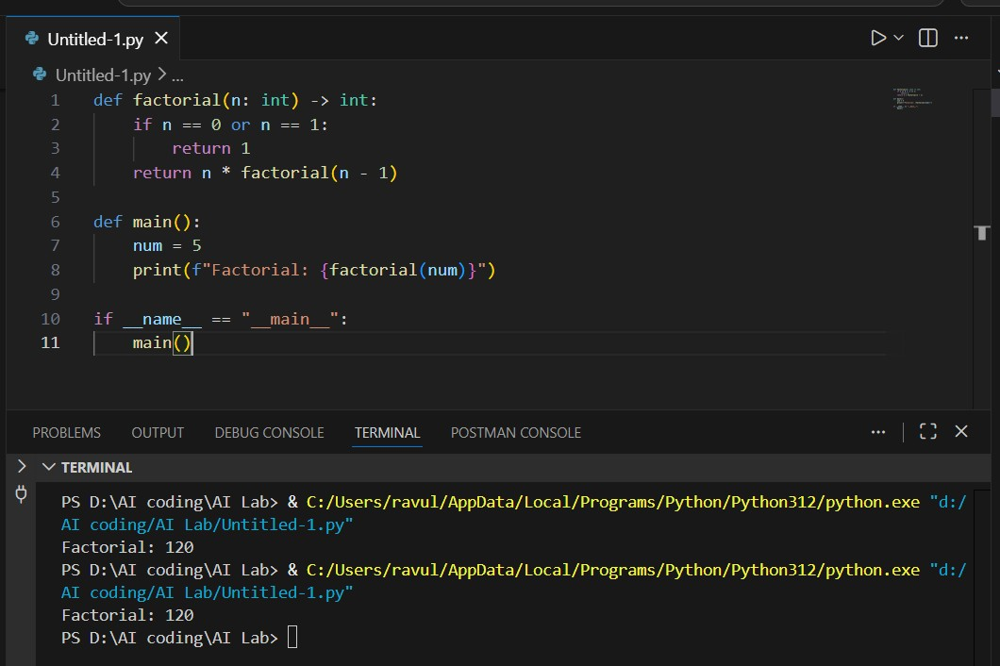 Untitled-1.py
Untitled-1.py > ...
1 def factorial(n: int) -> int:
2     if n == 0 or n == 1:
3         return 1
4     return n * factorial(n - 1)
5
6 def main():
7     num = 5
8     print(f"Factorial: {factorial(num)}")
9
10 if __name__ == "__main__":
11     main()
PROBLEMS OUTPUT DEBUG CONSOLE TERMINAL POSTMAN CONSOLE
TERMINAL
PS D:\AI coding\AI Lab> & C:/Users/ravul/AppData/Local/Programs/Python/Python312/python.exe "d:/
AI coding/AI Lab/Untitled-1.py"
Factorial: 120
PS D:\AI coding\AI Lab> & C:/Users/ravul/AppData/Local/Programs/Python/Python312/python.exe "d:/
AI coding/AI Lab/Untitled-1.py"
Factorial: 120
PS D:\AI coding\AI Lab>